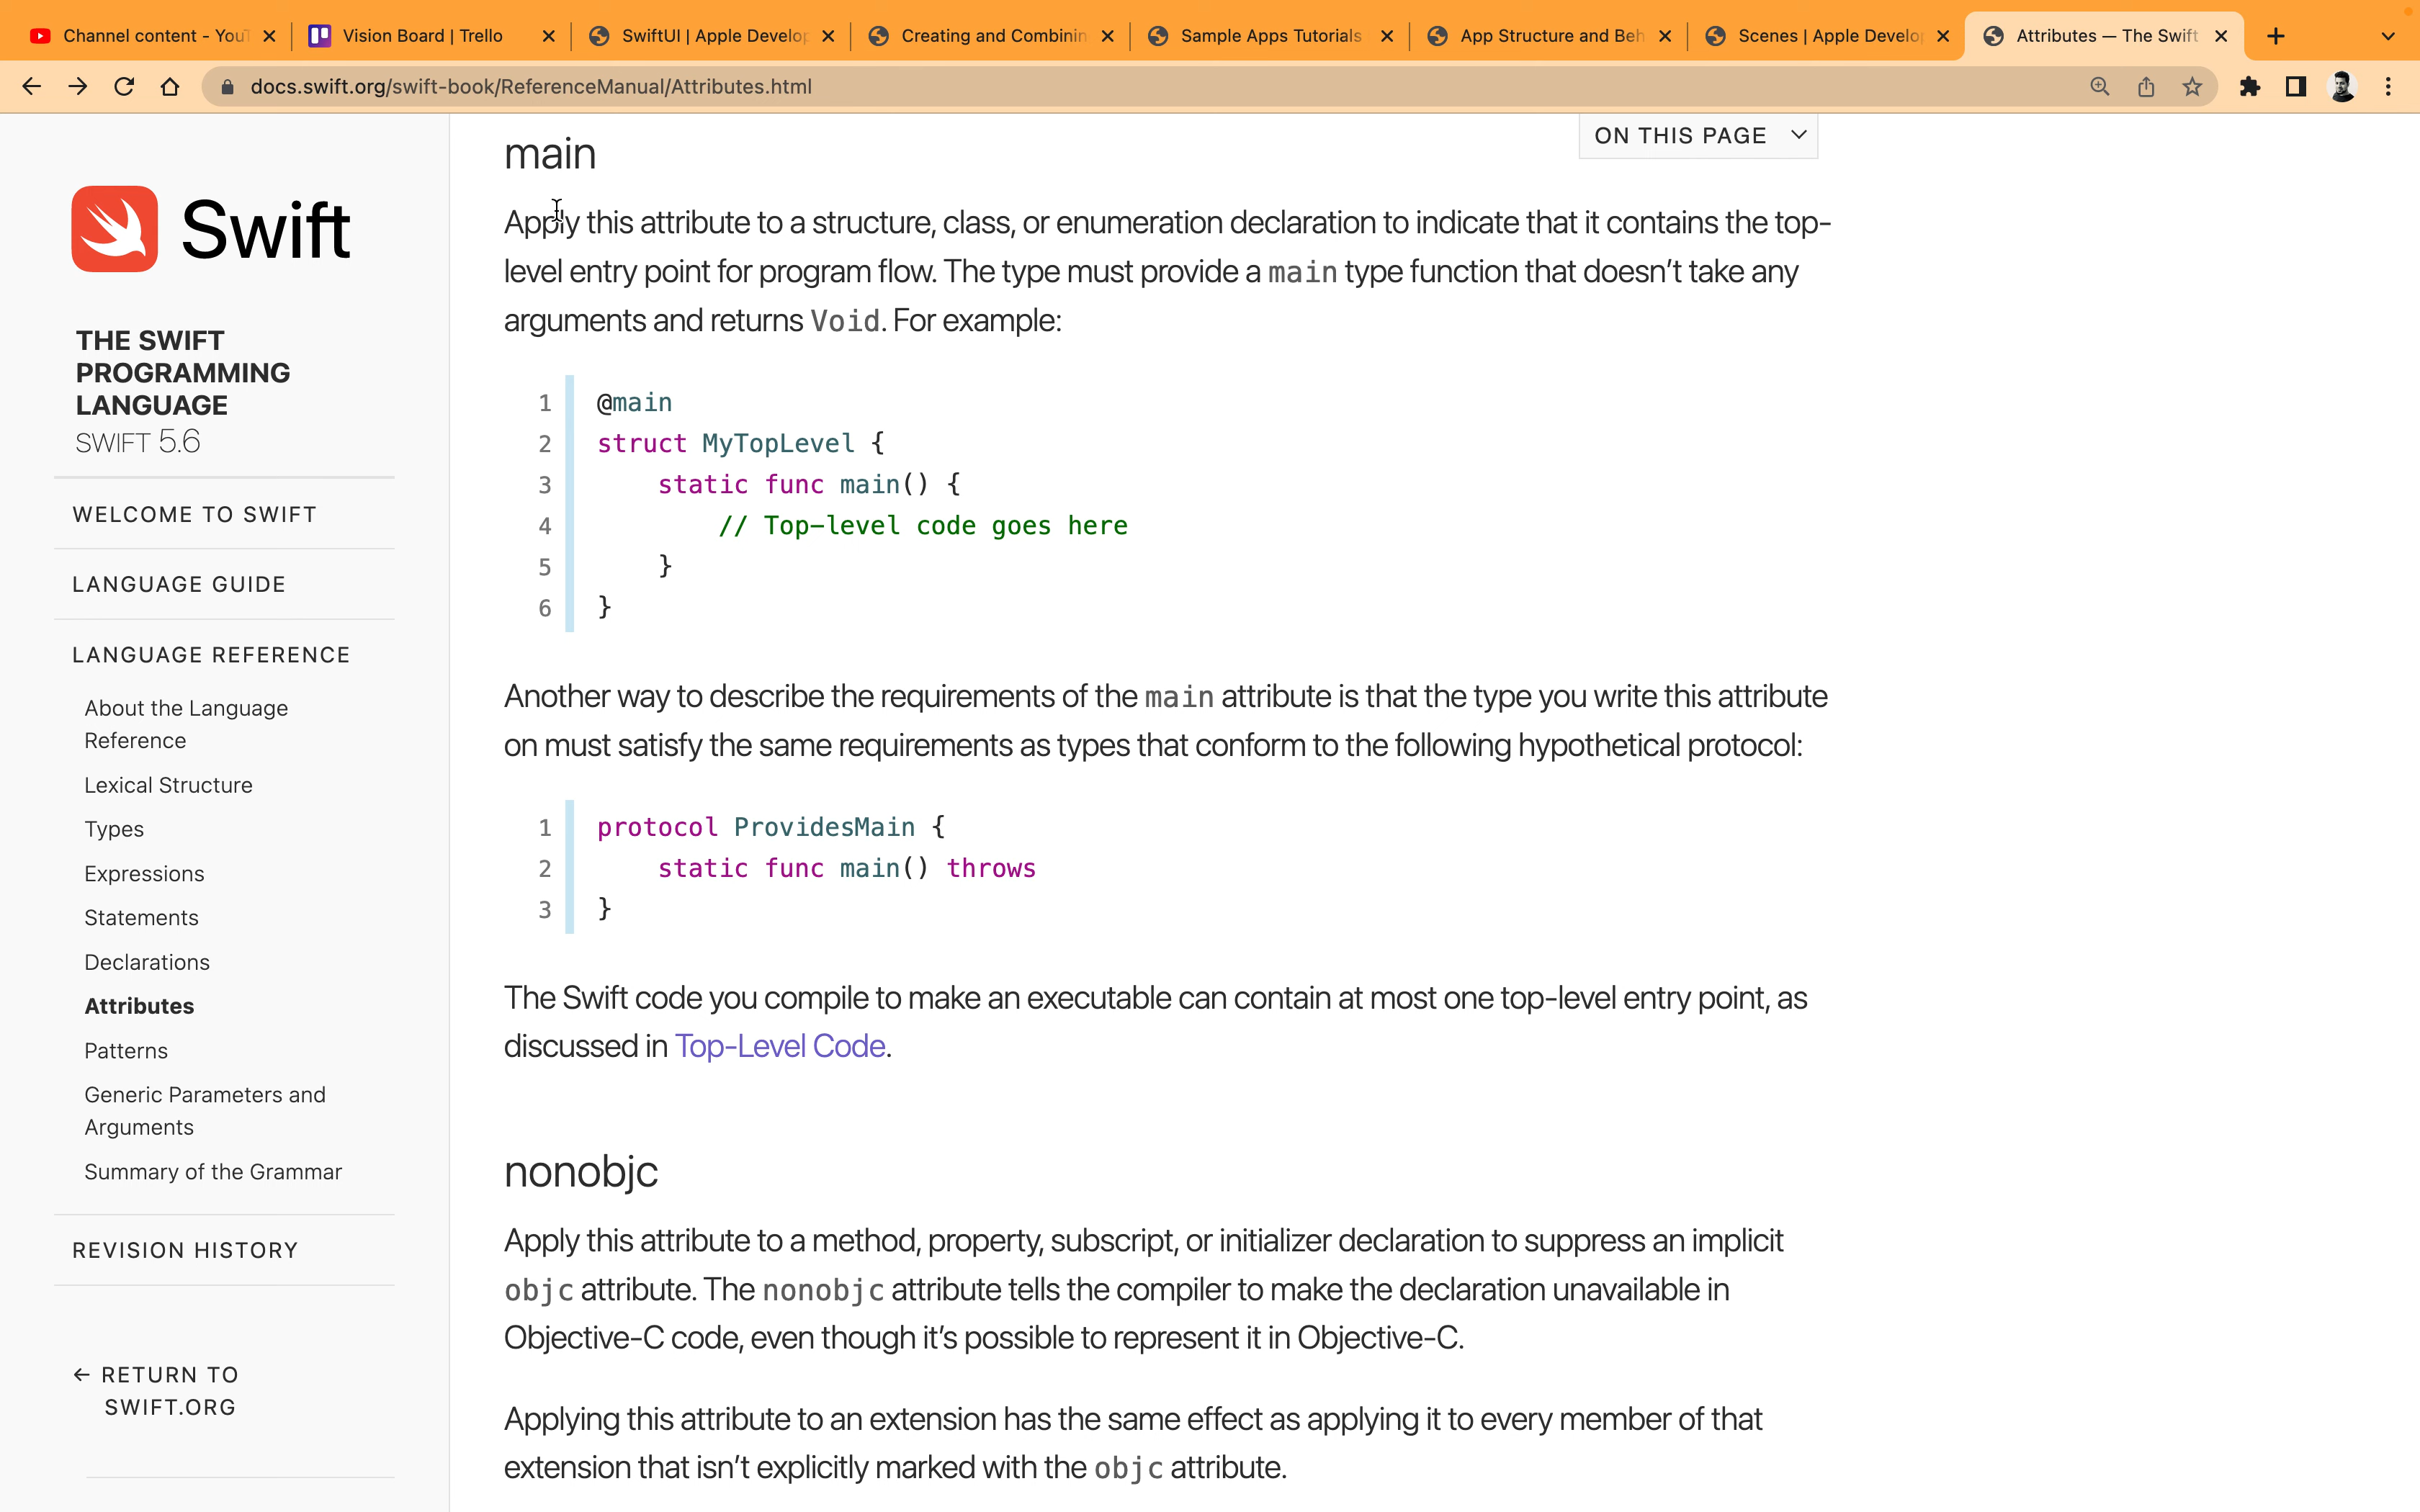 Channel content - YouT
Vision Board | Trello
SwiftUI | Apple Develop
Creating and Combinin
Sample Apps Tutorials
App Structure and Beh
Scenes | Apple Develo
Attributes — The Swift
docs.swift.org/swift-book/ReferenceManual/Attributes.html
Swift
THE SWIFT
PROGRAMMING
LANGUAGE
SWIFT 5.6
WELCOME TO SWIFT
LANGUAGE GUIDE
LANGUAGE REFERENCE
About the Language
Reference
Lexical Structure
Types
Expressions
Statements
Declarations
Attributes
Patterns
Generic Parameters and
Arguments
Summary of the Grammar
REVISION HISTORY
← RETURN TO
SWIFT.ORG
ON THIS PAGE
main
Apply this attribute to a structure, class, or enumeration declaration to indicate that it contains the top-
level entry point for program flow. The type must provide a main type function that doesn’t take any
arguments and returns Void. For example:
1 @main
2 struct MyTopLevel {
3     static func main() {
4         // Top-level code goes here
5     }
6 }
Another way to describe the requirements of the main attribute is that the type you write this attribute
on must satisfy the same requirements as types that conform to the following hypothetical protocol:
1 protocol ProvidesMain {
2     static func main() throws
3 }
The Swift code you compile to make an executable can contain at most one top-level entry point, as
discussed in Top-Level Code.
nonobjc
Apply this attribute to a method, property, subscript, or initializer declaration to suppress an implicit
objc attribute. The nonobjc attribute tells the compiler to make the declaration unavailable in
Objective-C code, even though it’s possible to represent it in Objective-C.
Applying this attribute to an extension has the same effect as applying it to every member of that
extension that isn’t explicitly marked with the objc attribute.